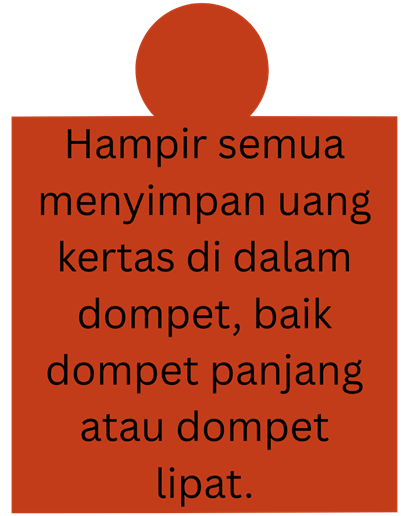 Hampir semua
menyimpan uang
kertas di dalam
dompet, baik
dompet panjang
atau dompet
lipat.